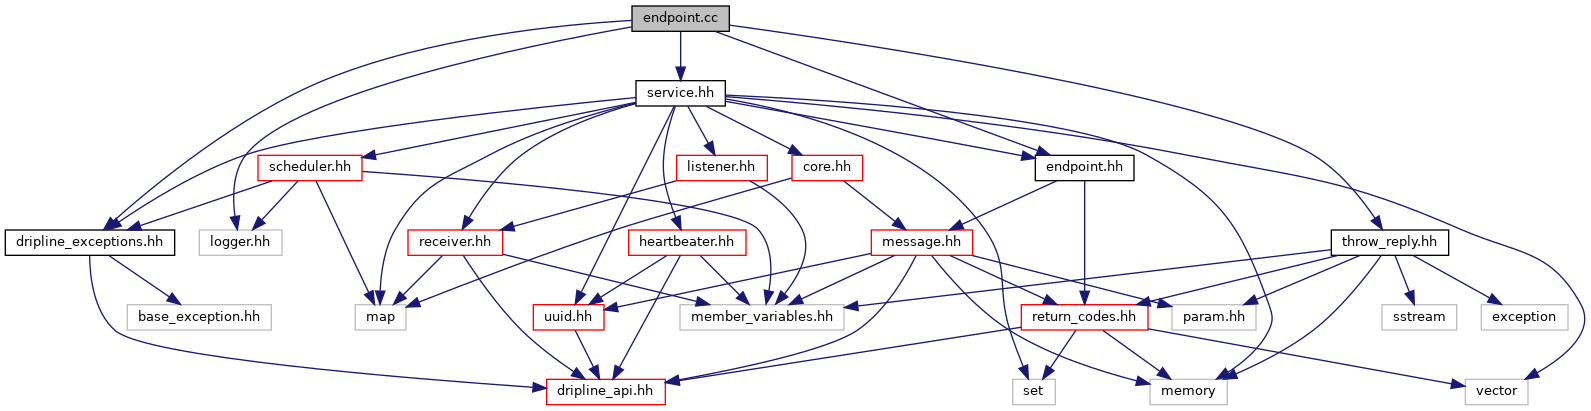 endpoint.cc
service.hh
scheduler.hh
listener.hh
core.hh
endpoint.hh
dripline_exceptions.hh
logger.hh
receiver.hh
heartbeater.hh
message.hh
throw_reply.hh
base_exception.hh
map
uuid.hh
member_variables.hh
return_codes.hh
param.hh
sstream
exception
dripline_api.hh
set
memory
vector